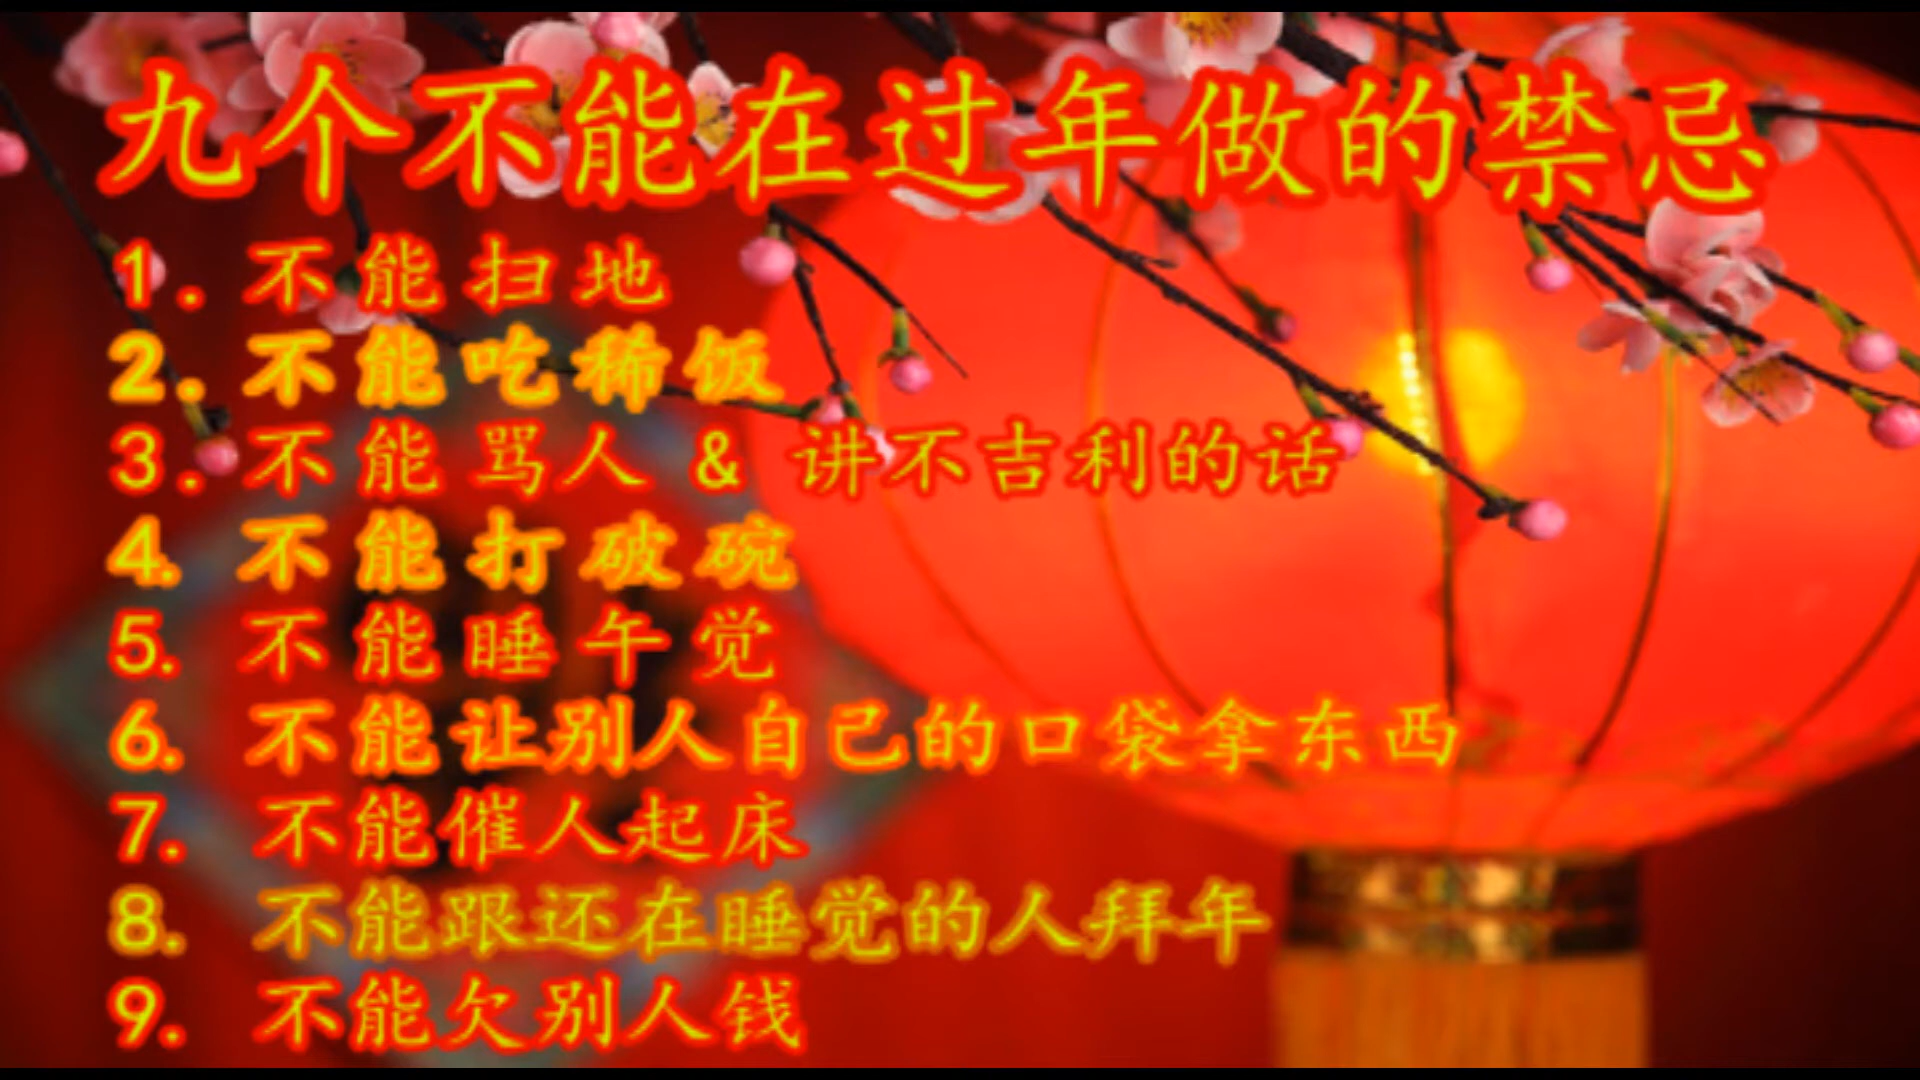 九个不能在过年做的禁忌
1. 不能扫地
2. 不能吃稀饭
3. 不能骂人 & 讲不吉利的话
4. 不能打破碗
5. 不能睡午觉
6. 不能让别人自己的口袋拿东西
7. 不能催人起床
8. 不能跟还在睡觉的人拜年
9. 不能欠别人钱